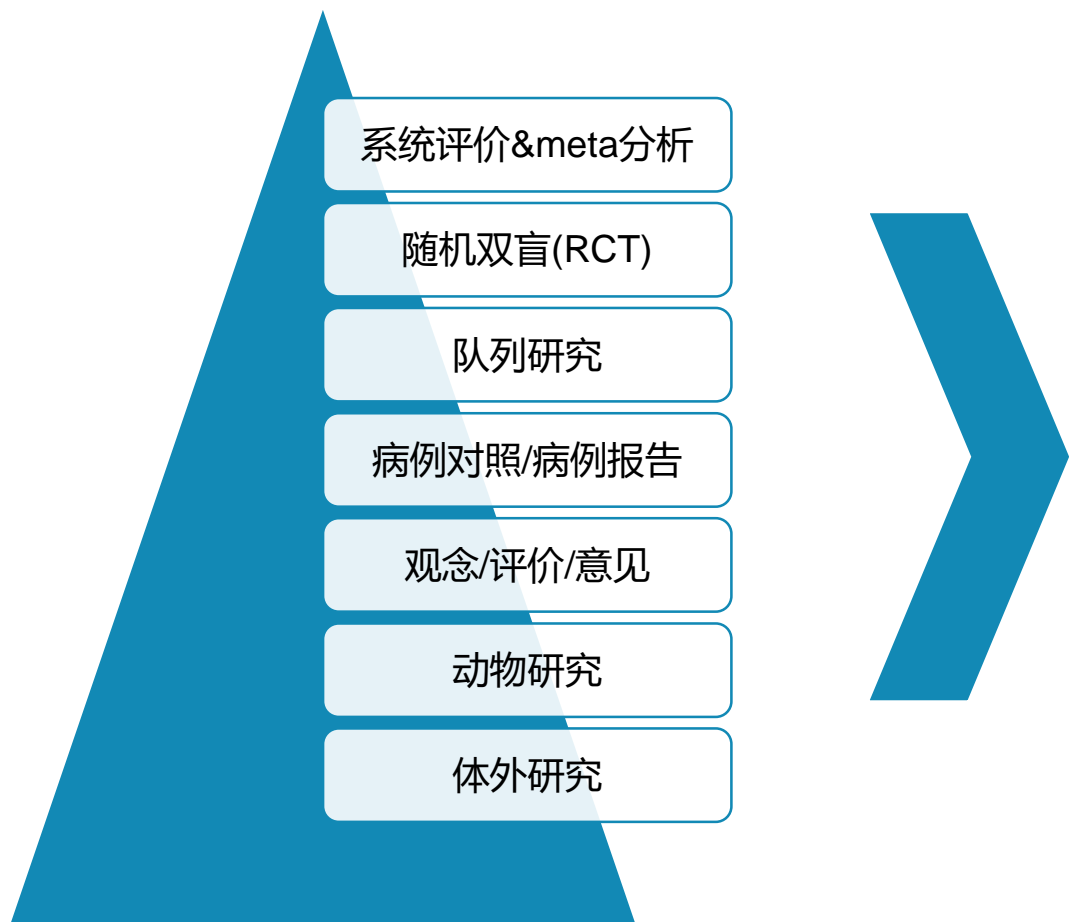 系统评价&meta分析
随机双盲(RCT)
队列研究
病例对照/病例报告
观念/评价/意见
动物研究
体外研究